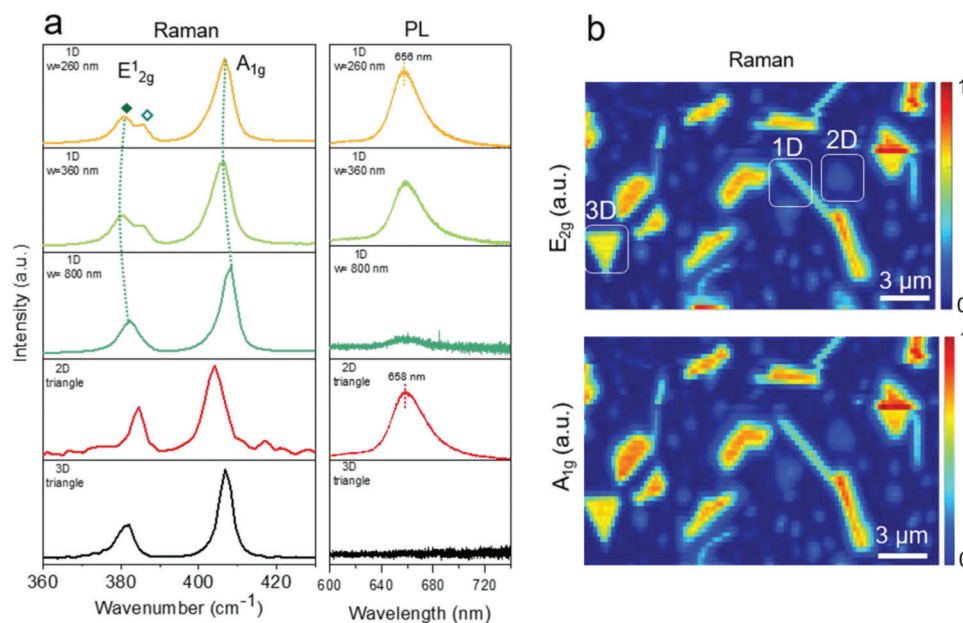 a
Raman
PL
1D
w=260 nm
E¹₂g
A₁g
1D
w=260 nm
656 nm
1D
w=360 nm
1D
w=360 nm
1D
w= 800 nm
1D
w= 800 nm
2D
triangle
2D
triangle
658 nm
3D
triangle
3D
triangle
Intensity (a.u.)
360 380 400 420
Wavenumber (cm⁻¹)
600 640 680 720
Wavelength (nm)
b
Raman
E₂g (a.u.)
1D
2D
3D
3 μm
1
0
A₁g (a.u.)
3 μm
1
0